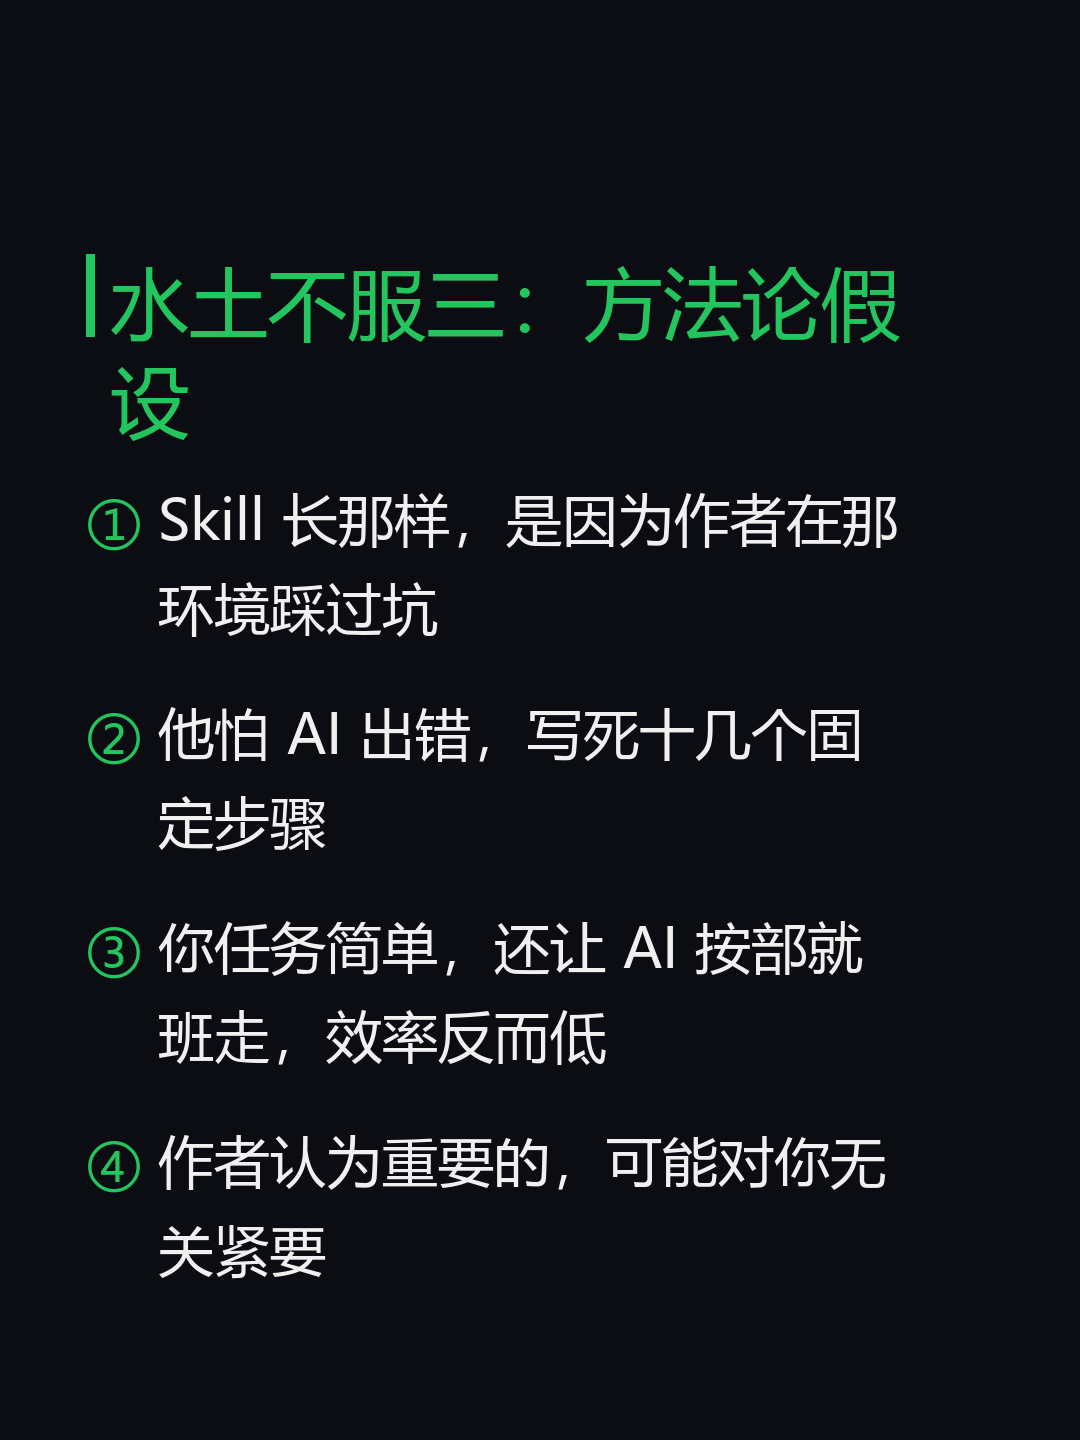 水土不服三：方法论假
设
① Skill 长那样，是因为作者在那
环境踩过坑
② 他怕 AI 出错，写死十几个固
定步骤
③ 你任务简单，还让 AI 按部就
班走，效率反而低
④ 作者认为重要的，可能对你无
关紧要